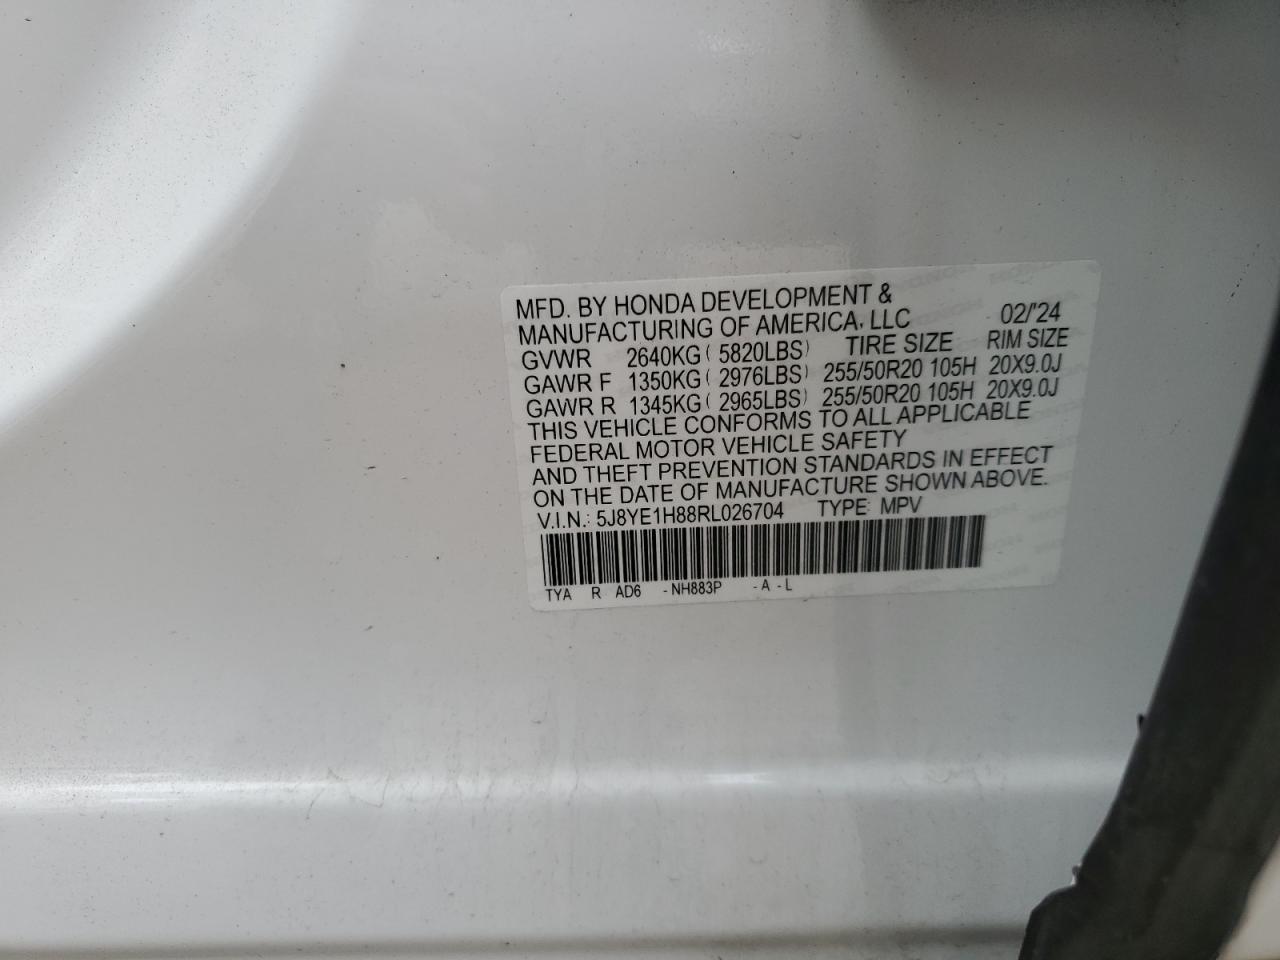 MFD. BY HONDA DEVELOPMENT &
MANUFACTURING OF AMERICA, LLC 02/'24
GVWR 2640KG ( 5820LBS) TIRE SIZE RIM SIZE
GAWR F 1350KG ( 2976LBS) 255/50R20 105H 20X9.0J
GAWR R 1345KG ( 2965LBS) 255/50R20 105H 20X9.0J
THIS VEHICLE CONFORMS TO ALL APPLICABLE
FEDERAL MOTOR VEHICLE SAFETY
AND THEFT PREVENTION STANDARDS IN EFFECT
ON THE DATE OF MANUFACTURE SHOWN ABOVE.
V.I.N.: 5J8YE1H88RL026704 TYPE: MPV
TYA R AD6 -NH883P -A -L